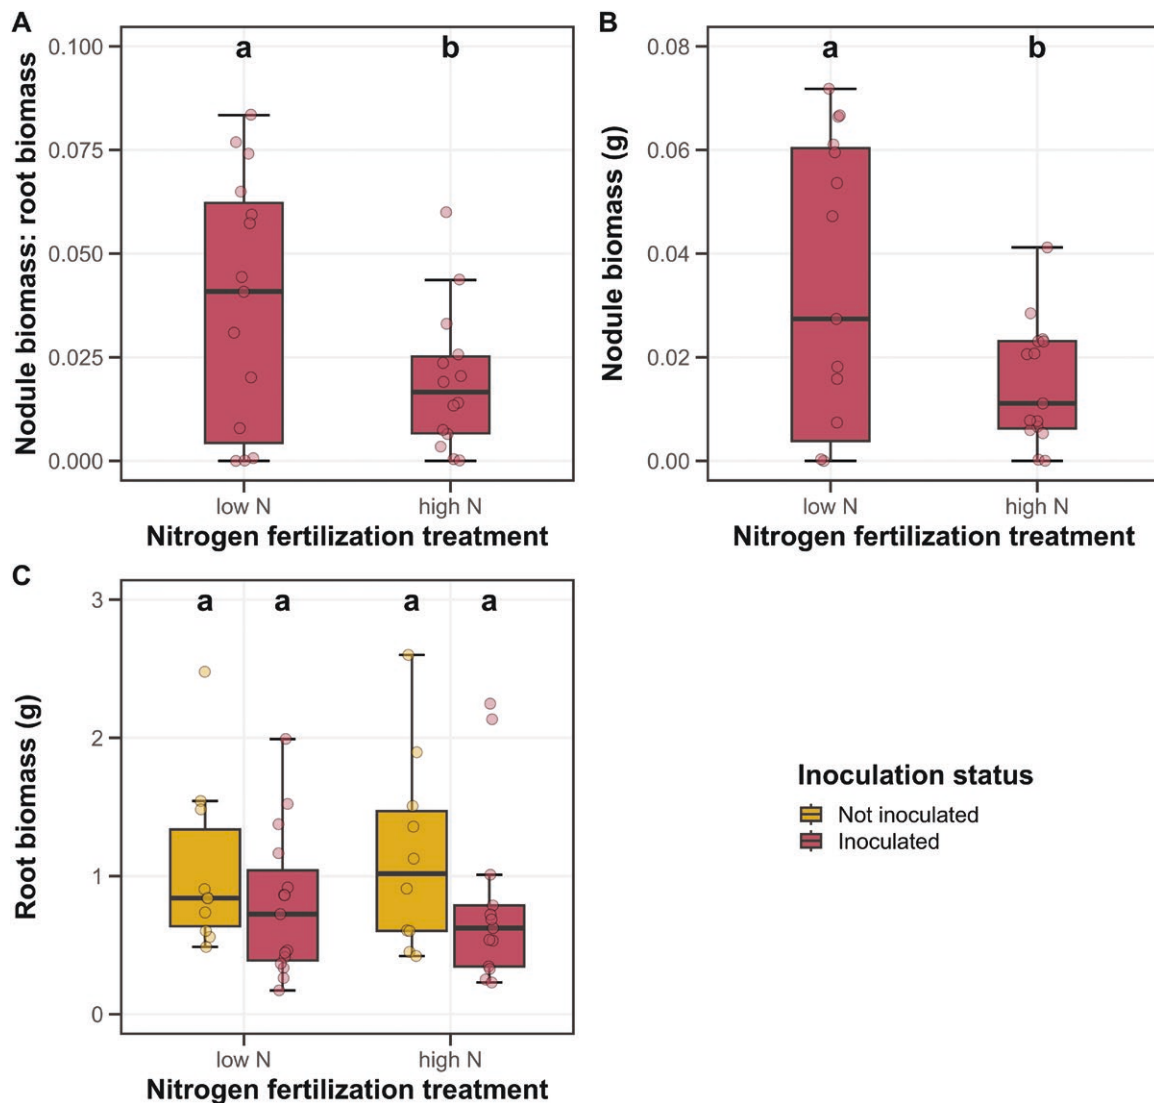 A
Nodule biomass: root biomass
0.100
0.075
0.050
0.025
0.000
a b
low N high N
Nitrogen fertilization treatment
B
Nodule biomass (g)
0.08
0.06
0.04
0.02
0.00
a b
low N high N
Nitrogen fertilization treatment
C
Root biomass (g)
3
2
1
0
a a a a
low N high N
Nitrogen fertilization treatment
Inoculation status
Not inoculated
Inoculated